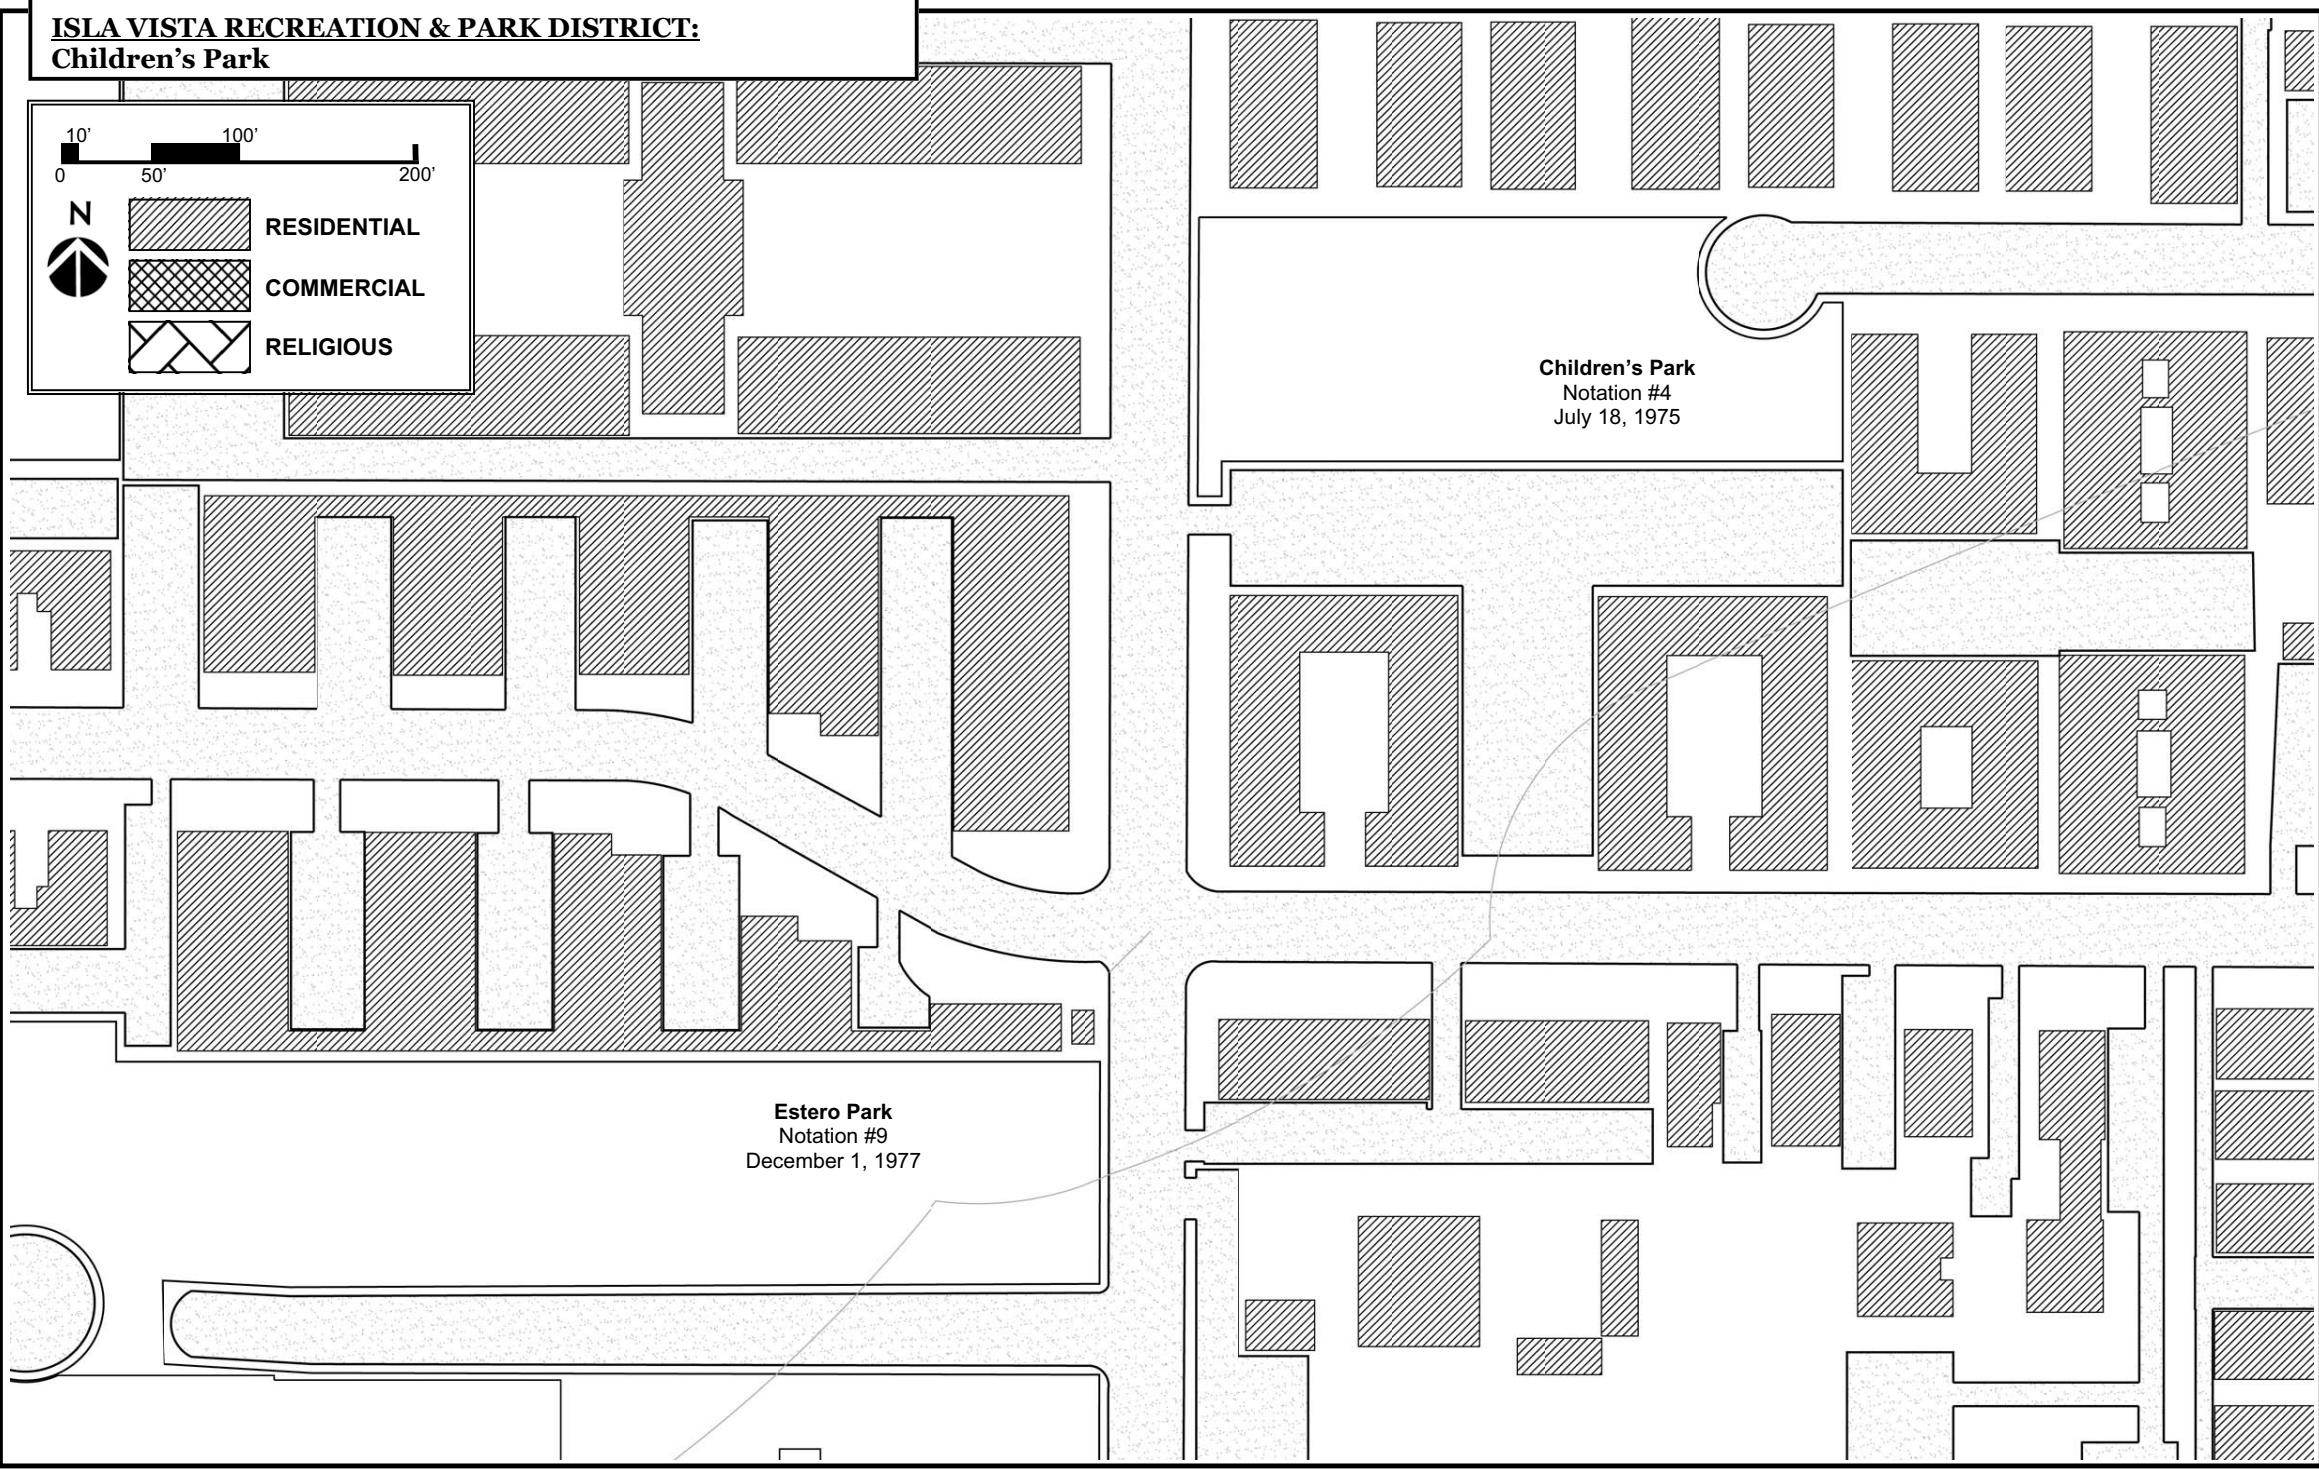 ISLA VISTA RECREATION & PARK DISTRICT:
Children’s Park
10’ 100’
0 50’ 200’
N
RESIDENTIAL
COMMERCIAL
RELIGIOUS
Children’s Park
Notation #4
July 18, 1975
Estero Park
Notation #9
December 1, 1977